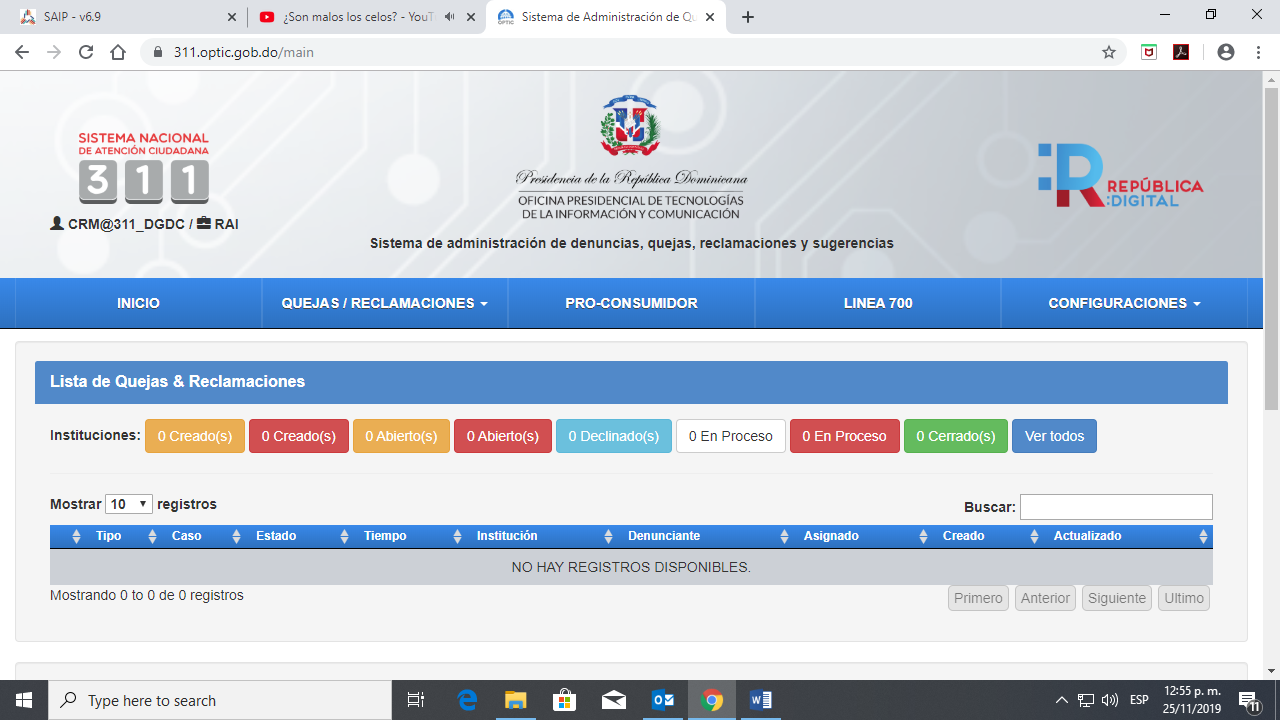 SAIP - v6.9
¿Son malos los celos? - YouT
Sistema de Administración de Qu
311.optic.gob.do/main
SISTEMA NACIONAL
DE ATENCIÓN CIUDADANA
3 1 1
CRM@311_DGDC / RAI
Presidencia de la República Dominicana
OFICINA PRESIDENCIAL DE TECNOLOGÍAS
DE LA INFORMACIÓN Y COMUNICACIÓN
Sistema de administración de denuncias, quejas, reclamaciones y sugerencias
:R REPÚBLICA
:DIGITAL
INICIO QUEJAS / RECLAMACIONES PRO-CONSUMIDOR LINEA 700 CONFIGURACIONES
Lista de Quejas & Reclamaciones
Instituciones: 0 Creado(s) 0 Creado(s) 0 Abierto(s) 0 Abierto(s) 0 Declinado(s) 0 En Proceso 0 En Proceso 0 Cerrado(s) Ver todos
Mostrar 10 registros Buscar:
Tipo Caso Estado Tiempo Institución Denunciante Asignado Creado Actualizado
NO HAY REGISTROS DISPONIBLES.
Mostrando 0 to 0 de 0 registros Primero Anterior Siguiente Ultimo
Type here to search
ESP
12:55 p. m.
25/11/2019
11